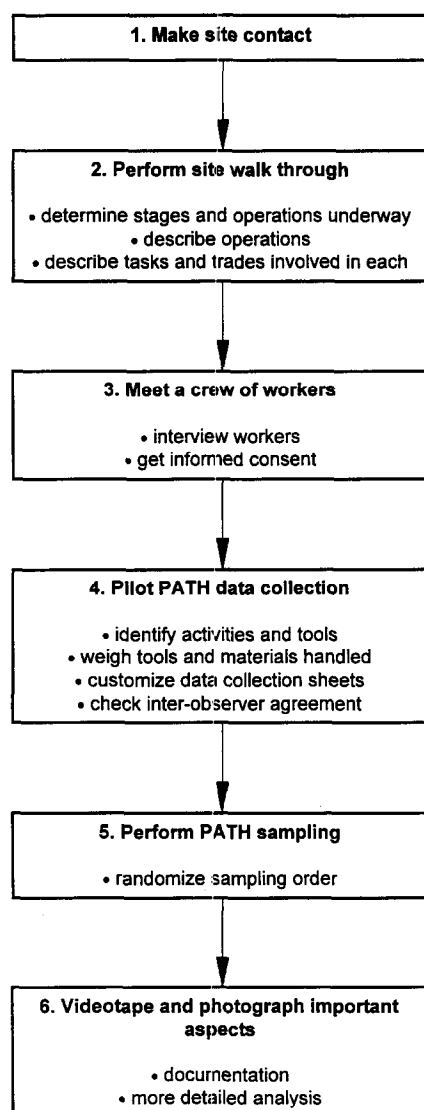 1. Make site contact
2. Perform site walk through
• determine stages and operations underway
• describe operations
• describe tasks and trades involved in each
3. Meet a crew of workers
• interview workers
• get informed consent
4. Pilot PATH data collection
• identify activities and tools
• weigh tools and materials handled
• customize data collection sheets
• check inter-observer agreement
5. Perform PATH sampling
• randomize sampling order
6. Videotape and photograph important
aspects
• documentation
• more detailed analysis